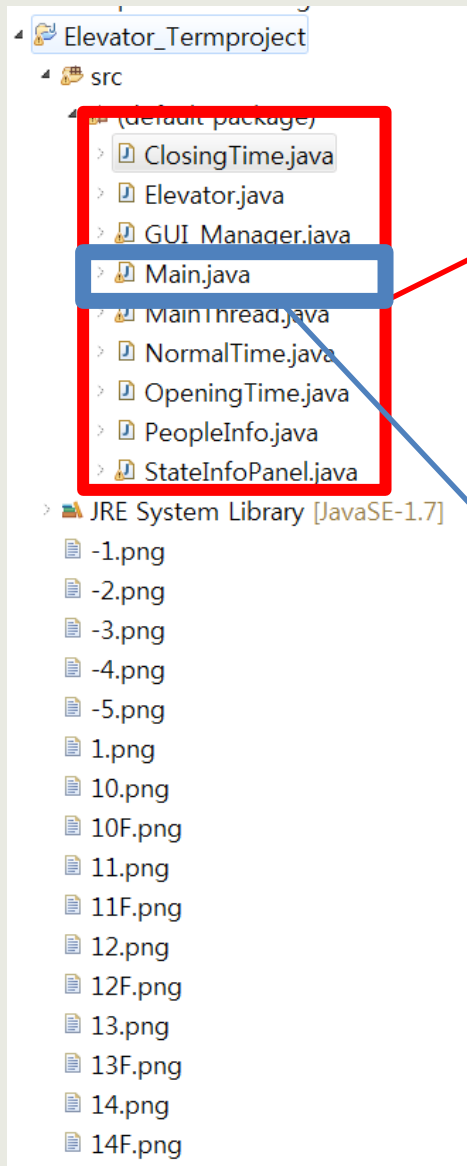 Elevator_Termproject
src
(default package)
ClosingTime.java
Elevator.java
GUI_Manager.java
Main.java
MainThread.java
NormalTime.java
OpeningTime.java
PeopleInfo.java
StateInfoPanel.java
JRE System Library [JavaSE-1.7]
-1.png
-2.png
-3.png
-4.png
-5.png
1.png
10.png
10F.png
11.png
11F.png
12.png
12F.png
13.png
13F.png
14.png
14F.png